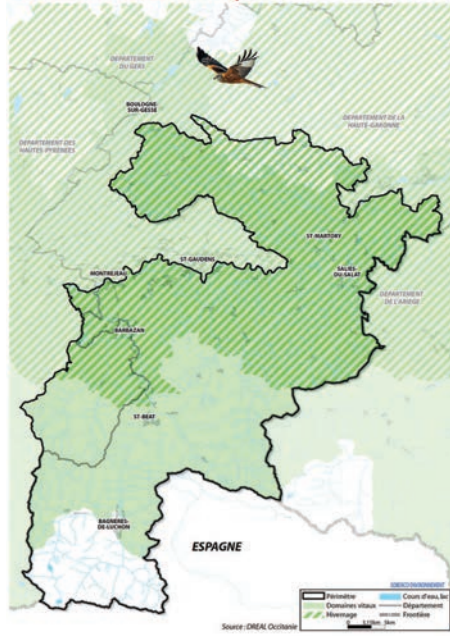 DÉPARTEMENT
DU GERS
BOULOGNE-
SUR-GESSE
DÉPARTEMENT DE LA
HAUTE-GARONNE
DÉPARTEMENT DES
HAUTES-PYRÉNÉES
ST-MARTORY
ST-GAUDENS
SALIES-
DU-SALAT
MONTRÉJEAU
DÉPARTEMENT
DE L'ARIÈGE
BARBAZAN
ST-BEAT
BAGNERES-
DE-LUCHON
ESPAGNE
Périmètre
Domaines vitaux
Hivernage
Cours d'eau, lac
Département
Frontière
Source : DREAL Occitanie